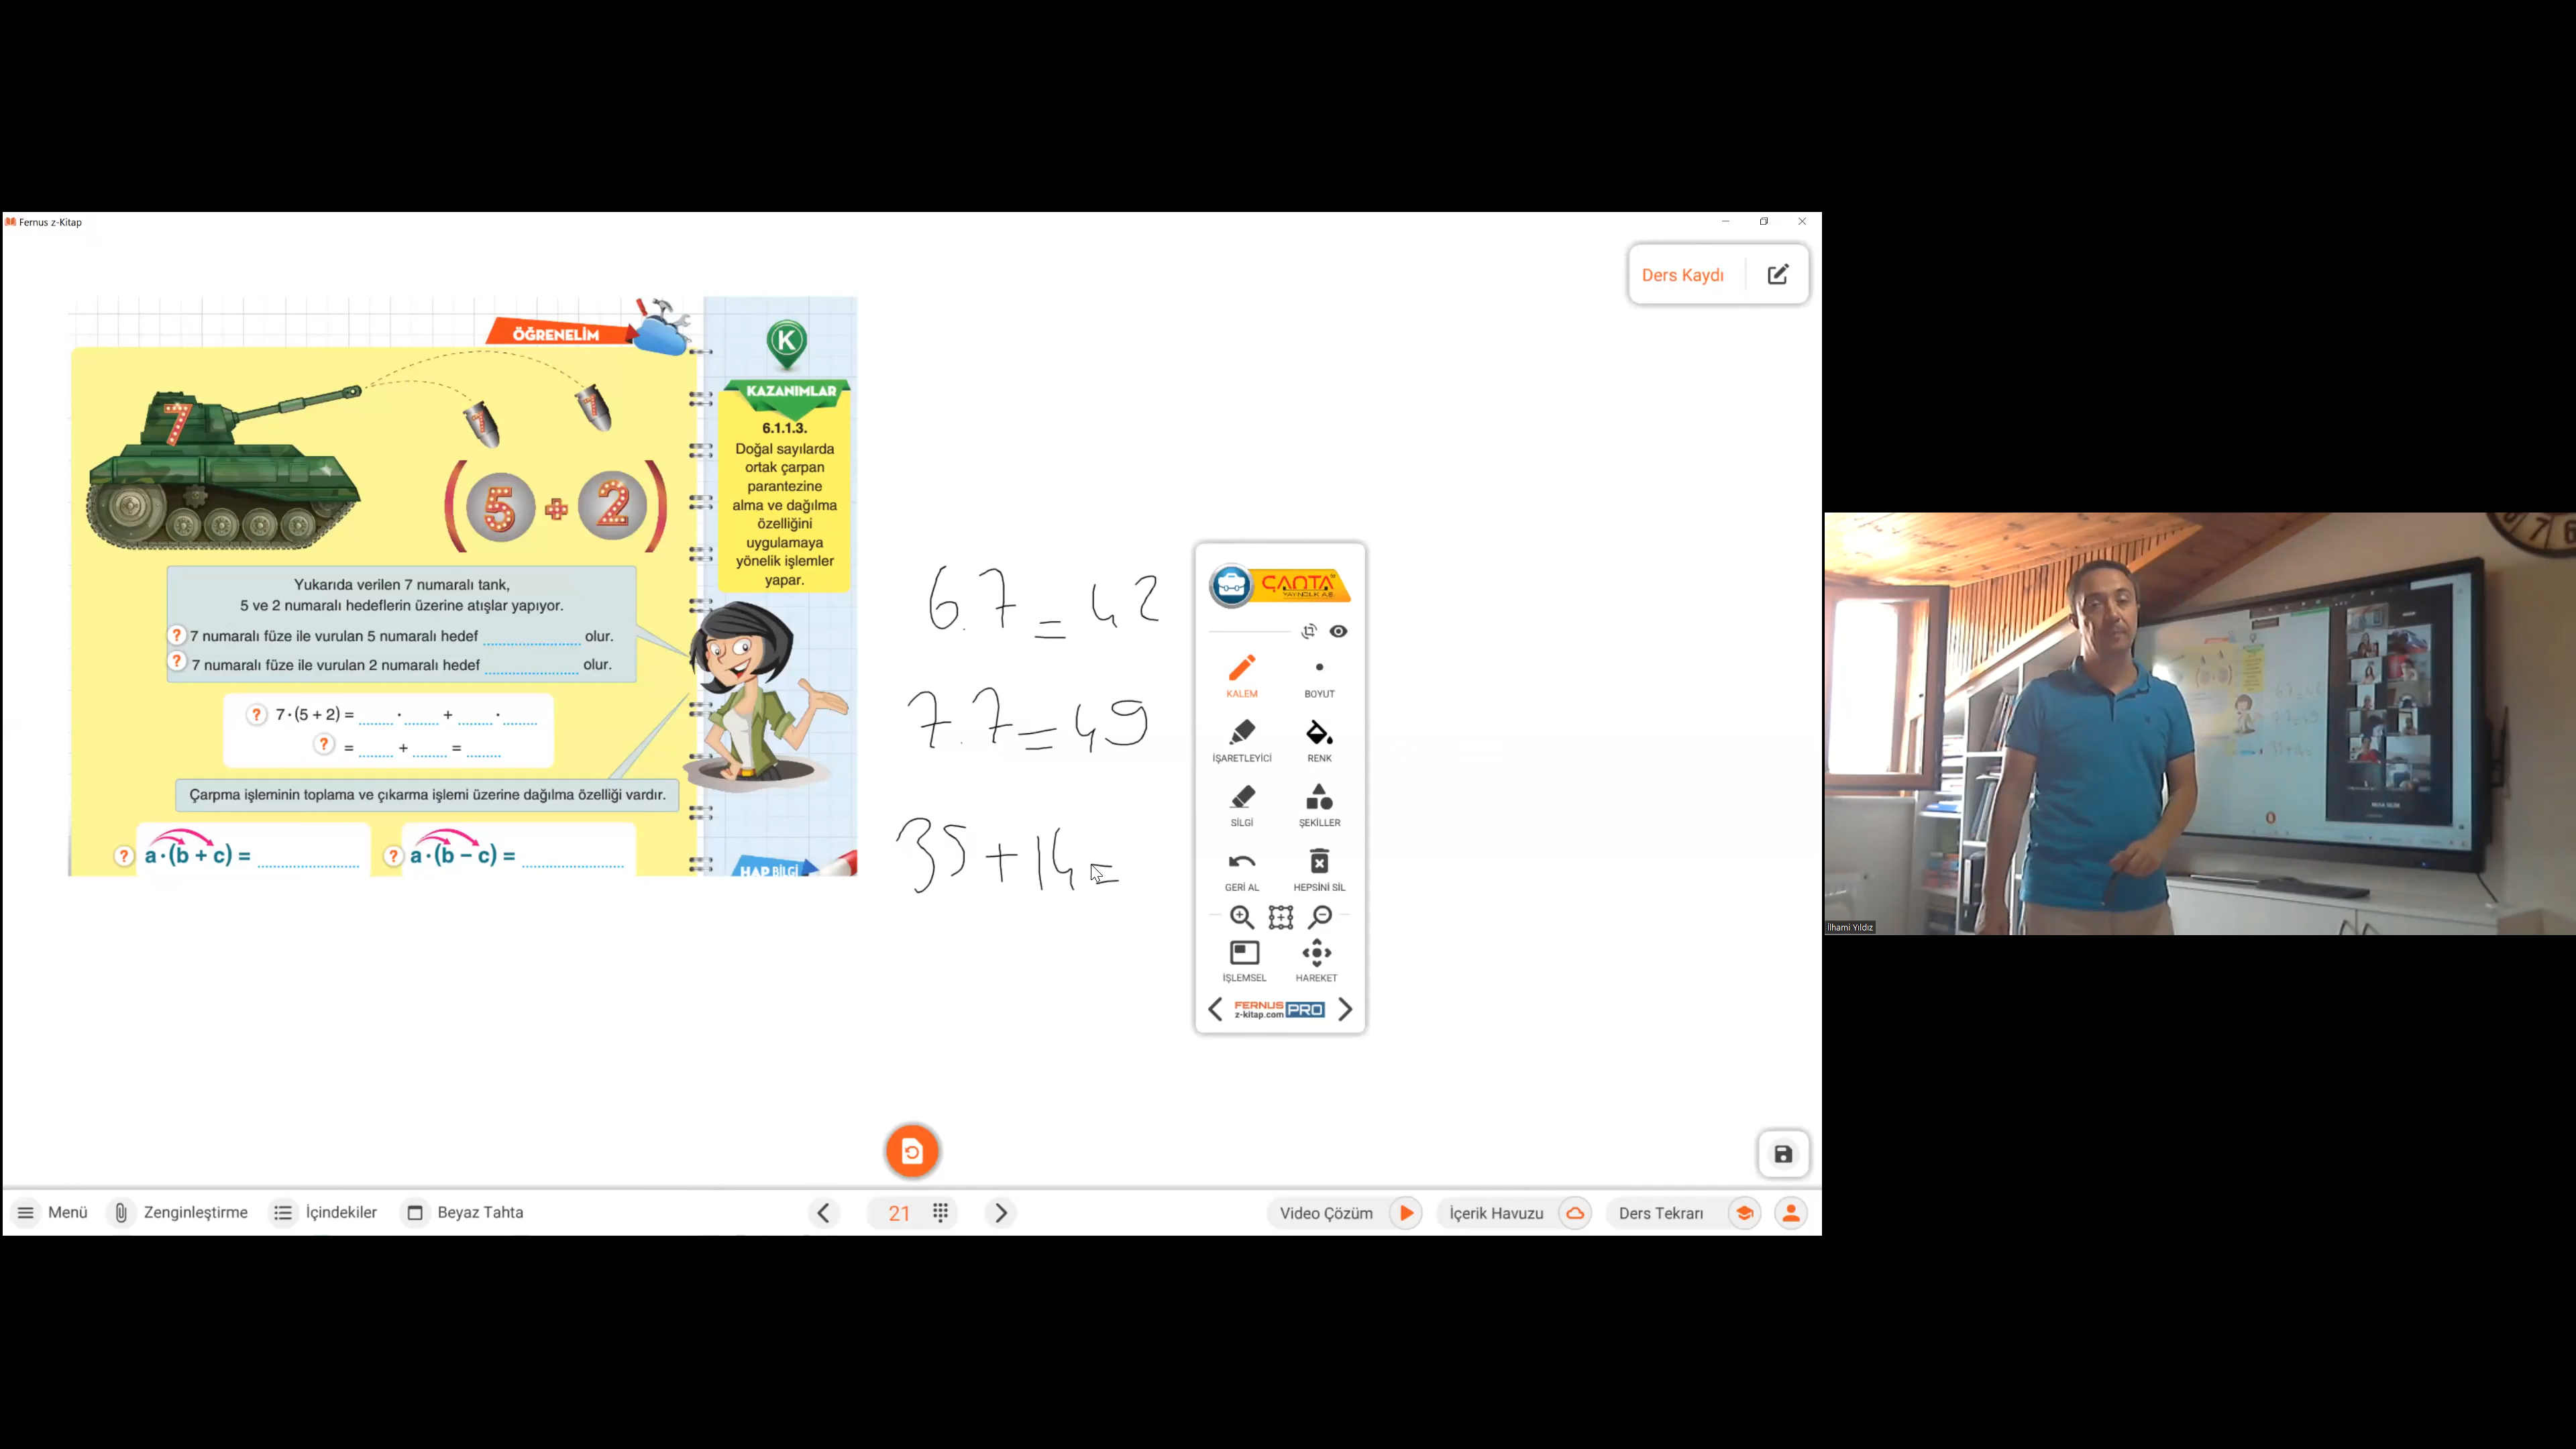 Fernus z-Kitap
Ders Kaydı
ÖĞRENELİM
7
(5 + 2)
K
KAZANIMLAR
6.1.1.3.
Doğal sayılarda
ortak çarpan
parantezine
alma ve dağılma
özelliğini
uygulamaya
yönelik işlemler
yapar.
Yukarıda verilen 7 numaralı tank,
5 ve 2 numaralı hedeflerin üzerine atışlar yapıyor.
? 7 numaralı füze ile vurulan 5 numaralı hedef .................... olur.
? 7 numaralı füze ile vurulan 2 numaralı hedef .................... olur.
? 7·(5 + 2) = ....... · ....... + ....... · .......
? = ....... + ....... = .......
Çarpma işleminin toplama ve çıkarma işlemi üzerine dağılma özelliği vardır.
? a·(b + c) = ....................
? a·(b − c) = ....................
HAP BİLGİ
6.7 = 42
7.7 = 49
35 + 14 =
ÇANTA
YAYINCILIK A.Ş.
KALEM
BOYUT
İŞARETLEYİCİ
RENK
SİLGİ
ŞEKİLLER
GERİ AL
HEPSİNİ SİL
İŞLEMSEL
HAREKET
FERNUS PRO
z-kitap.com
İlhami Yıldız
Menü
Zenginleştirme
İçindekiler
Beyaz Tahta
21
Video Çözüm
İçerik Havuzu
Ders Tekrarı